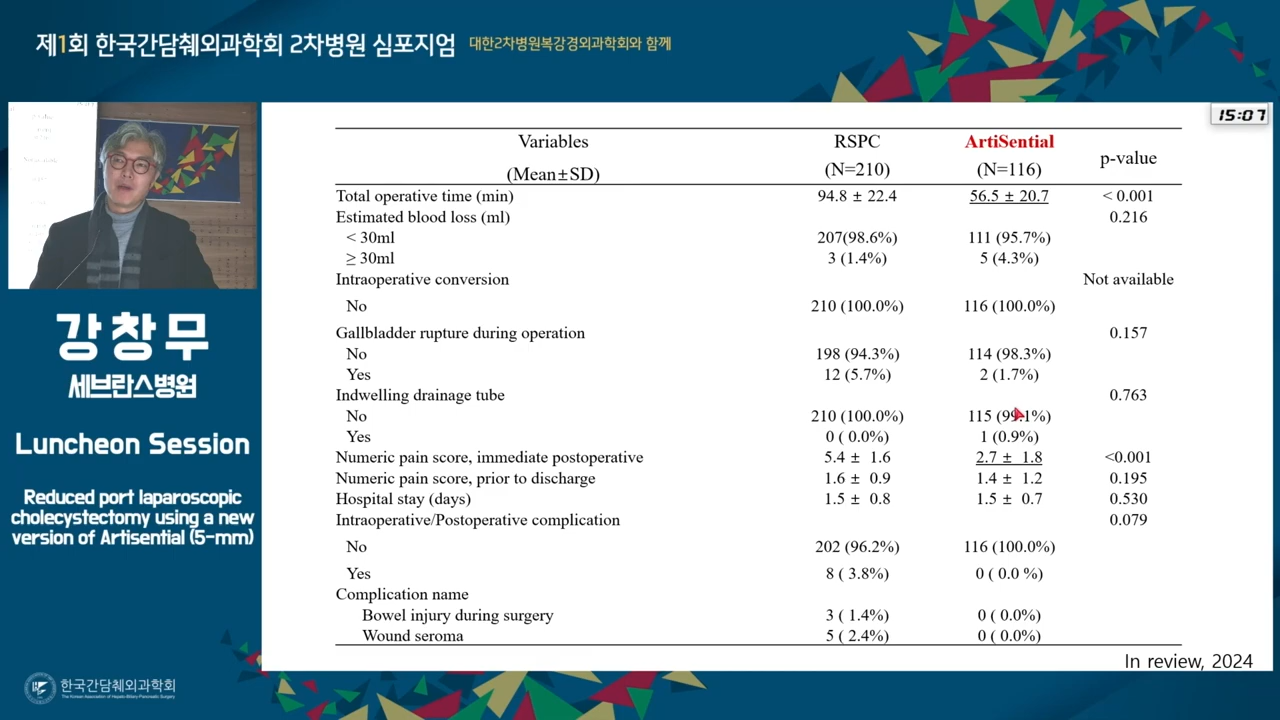 제1회 한국간담췌외과학회 2차병원 심포지엄 대한2차병원복강경외과학회와 함께
15:07
강창무
세브란스병원
Luncheon Session
Reduced port laparoscopic
cholecystectomy using a new
version of Artisential (5-mm)
Variables RSPC ArtiSential p-value
(Mean±SD) (N=210) (N=116)
Total operative time (min) 94.8 ± 22.4 56.5 ± 20.7 < 0.001
Estimated blood loss (ml) 0.216
< 30ml 207(98.6%) 111 (95.7%)
≥ 30ml 3 (1.4%) 5 (4.3%)
Intraoperative conversion Not available
No 210 (100.0%) 116 (100.0%)
Gallbladder rupture during operation 0.157
No 198 (94.3%) 114 (98.3%)
Yes 12 (5.7%) 2 (1.7%)
Indwelling drainage tube 0.763
No 210 (100.0%) 115 (99.1%)
Yes 0 ( 0.0%) 1 (0.9%)
Numeric pain score, immediate postoperative 5.4 ± 1.6 2.7 ± 1.8 <0.001
Numeric pain score, prior to discharge 1.6 ± 0.9 1.4 ± 1.2 0.195
Hospital stay (days) 1.5 ± 0.8 1.5 ± 0.7 0.530
Intraoperative/Postoperative complication 0.079
No 202 (96.2%) 116 (100.0%)
Yes 8 ( 3.8%) 0 ( 0.0 %)
Complication name
Bowel injury during surgery 3 ( 1.4%) 0 ( 0.0%)
Wound seroma 5 ( 2.4%) 0 ( 0.0%)
In review, 2024
한국간담췌외과학회
The Korean Association of Hepato-Biliary-Pancreatic Surgery